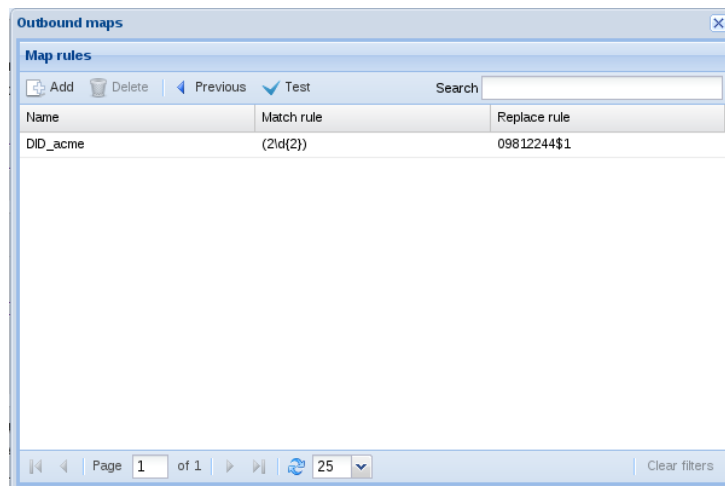 Outbound maps
Map rules
Add Delete Previous Test Search
Name Match rule Replace rule
DID_acme (2\d{2}) 09812244$1
Page 1 of 1 25 Clear filters